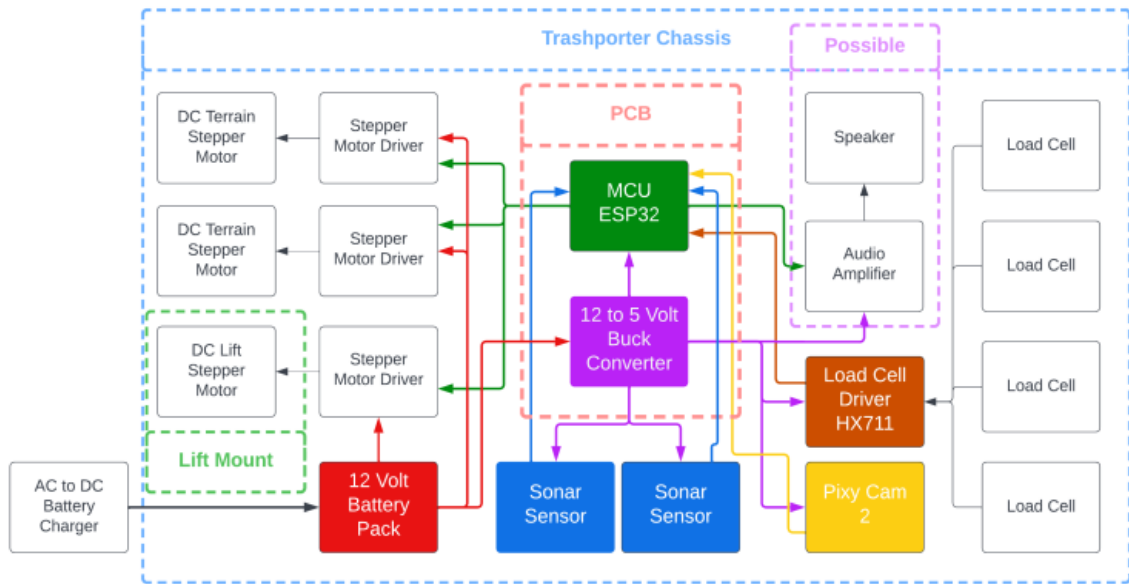 Trashporter Chassis
Possible
PCB
DC Terrain
Stepper
Motor
Stepper
Motor Driver
MCU
ESP32
Speaker
Load Cell
DC Terrain
Stepper
Motor
Stepper
Motor Driver
Audio
Amplifier
Load Cell
DC Lift
Stepper
Motor
Stepper
Motor Driver
12 to 5 Volt
Buck
Converter
Load Cell
Driver
HX711
Load Cell
Lift Mount
AC to DC
Battery
Charger
12 Volt
Battery
Pack
Sonar
Sensor
Sonar
Sensor
Pixy Cam
2
Load Cell